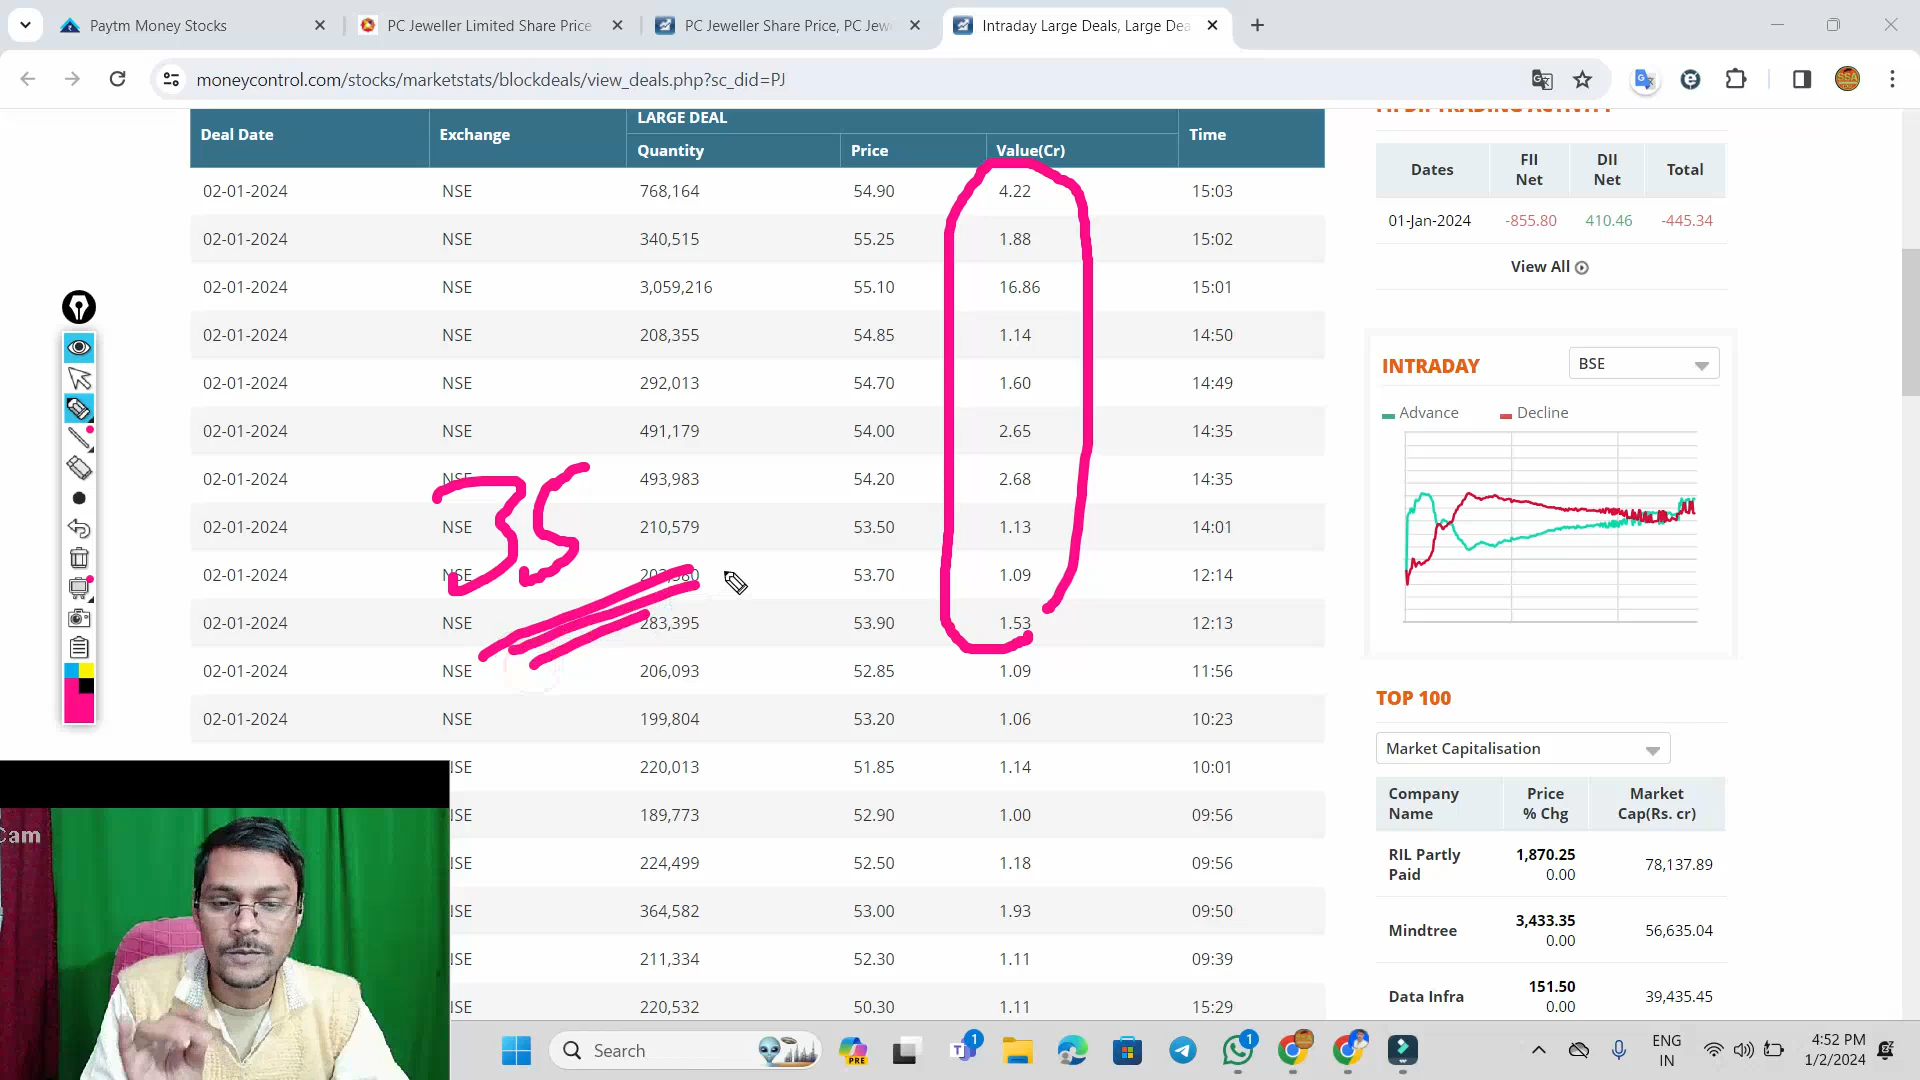 Paytm Money Stocks
PC Jeweller Limited Share Price
PC Jeweller Share Price, PC Jew
Intraday Large Deals, Large Dea
moneycontrol.com/stocks/marketstats/blockdeals/view_deals.php?sc_did=PJ
LARGE DEAL
Deal Date Exchange Quantity Price Value(Cr) Time
02-01-2024 NSE 768,164 54.90 4.22 15:03
02-01-2024 NSE 340,515 55.25 1.88 15:02
02-01-2024 NSE 3,059,216 55.10 16.86 15:01
02-01-2024 NSE 208,355 54.85 1.14 14:50
02-01-2024 NSE 292,013 54.70 1.60 14:49
02-01-2024 NSE 491,179 54.00 2.65 14:35
02-01-2024 NSE 493,983 54.20 2.68 14:35
02-01-2024 NSE 210,579 53.50 1.13 14:01
02-01-2024 NSE 53.70 1.09 12:14
02-01-2024 NSE 283,395 53.90 1.53 12:13
02-01-2024 NSE 206,093 52.85 1.09 11:56
02-01-2024 NSE 199,804 53.20 1.06 10:23
NSE 220,013 51.85 1.14 10:01
NSE 189,773 52.90 1.00 09:56
NSE 224,499 52.50 1.18 09:56
NSE 364,582 53.00 1.93 09:50
NSE 211,334 52.30 1.11 09:39
NSE 220,532 50.30 1.11 15:29
35
Cam
FII/DII TRADING ACTIVITY
Dates FII Net DII Net Total
01-Jan-2024 -855.80 410.46 -445.34
View All
INTRADAY BSE
Advance Decline
TOP 100
Market Capitalisation
Company Name Price % Chg Market Cap(Rs. cr)
RIL Partly Paid 1,870.25 0.00 78,137.89
Mindtree 3,433.35 0.00 56,635.04
Data Infra 151.50 0.00 39,435.45
Search
PRE
1
1
ENG
IN
4:52 PM
1/2/2024